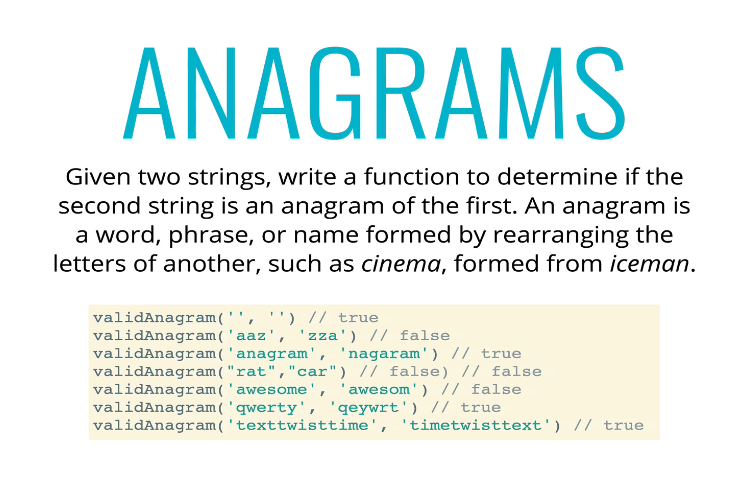 ANAGRAMS
Given two strings, write a function to determine if the
second string is an anagram of the first. An anagram is
a word, phrase, or name formed by rearranging the
letters of another, such as cinema, formed from iceman.
validAnagram('', '') // true
validAnagram('aaz', 'zza') // false
validAnagram('anagram', 'nagaram') // true
validAnagram("rat","car") // false) // false
validAnagram('awesome', 'awesom') // false
validAnagram('qwerty', 'qeywrt') // true
validAnagram('texttwisttime', 'timetwisttext') // true